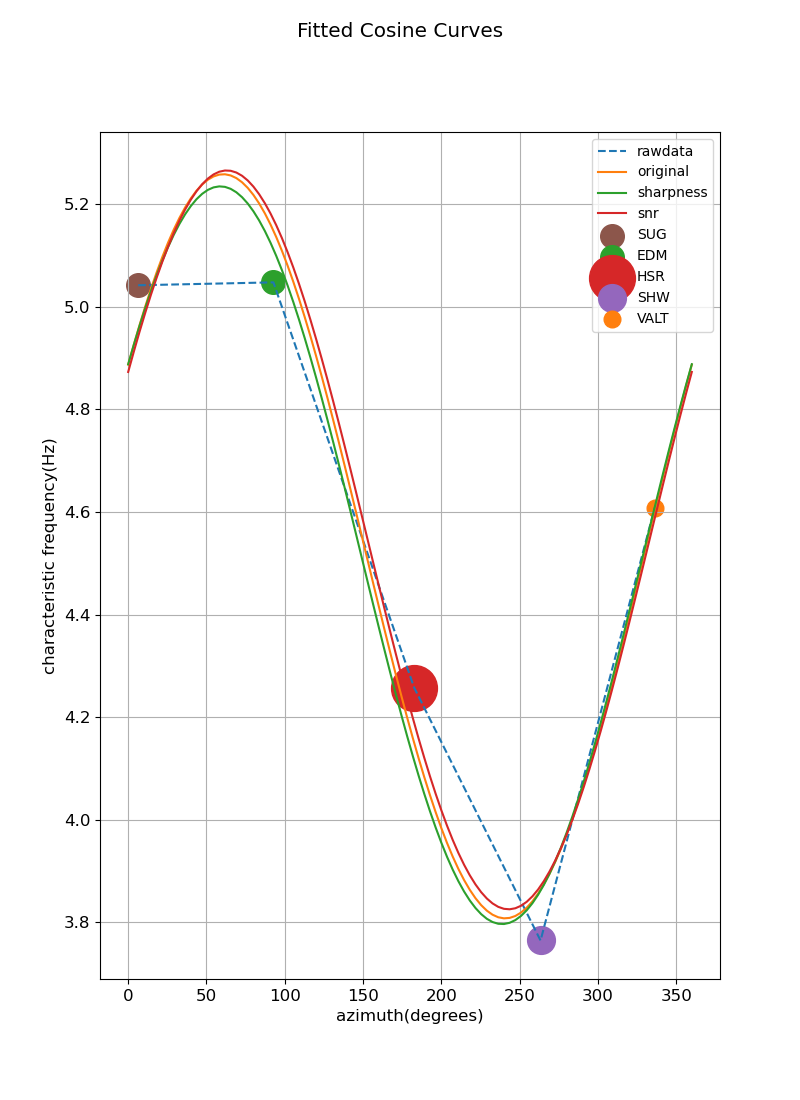 Fitted Cosine Curves
rawdata
original
sharpness
snr
SUG
EDM
HSR
SHW
VALT
characteristic frequency(Hz)
5.2
5.0
4.8
4.6
4.4
4.2
4.0
3.8
0 50 100 150 200 250 300 350
azimuth(degrees)